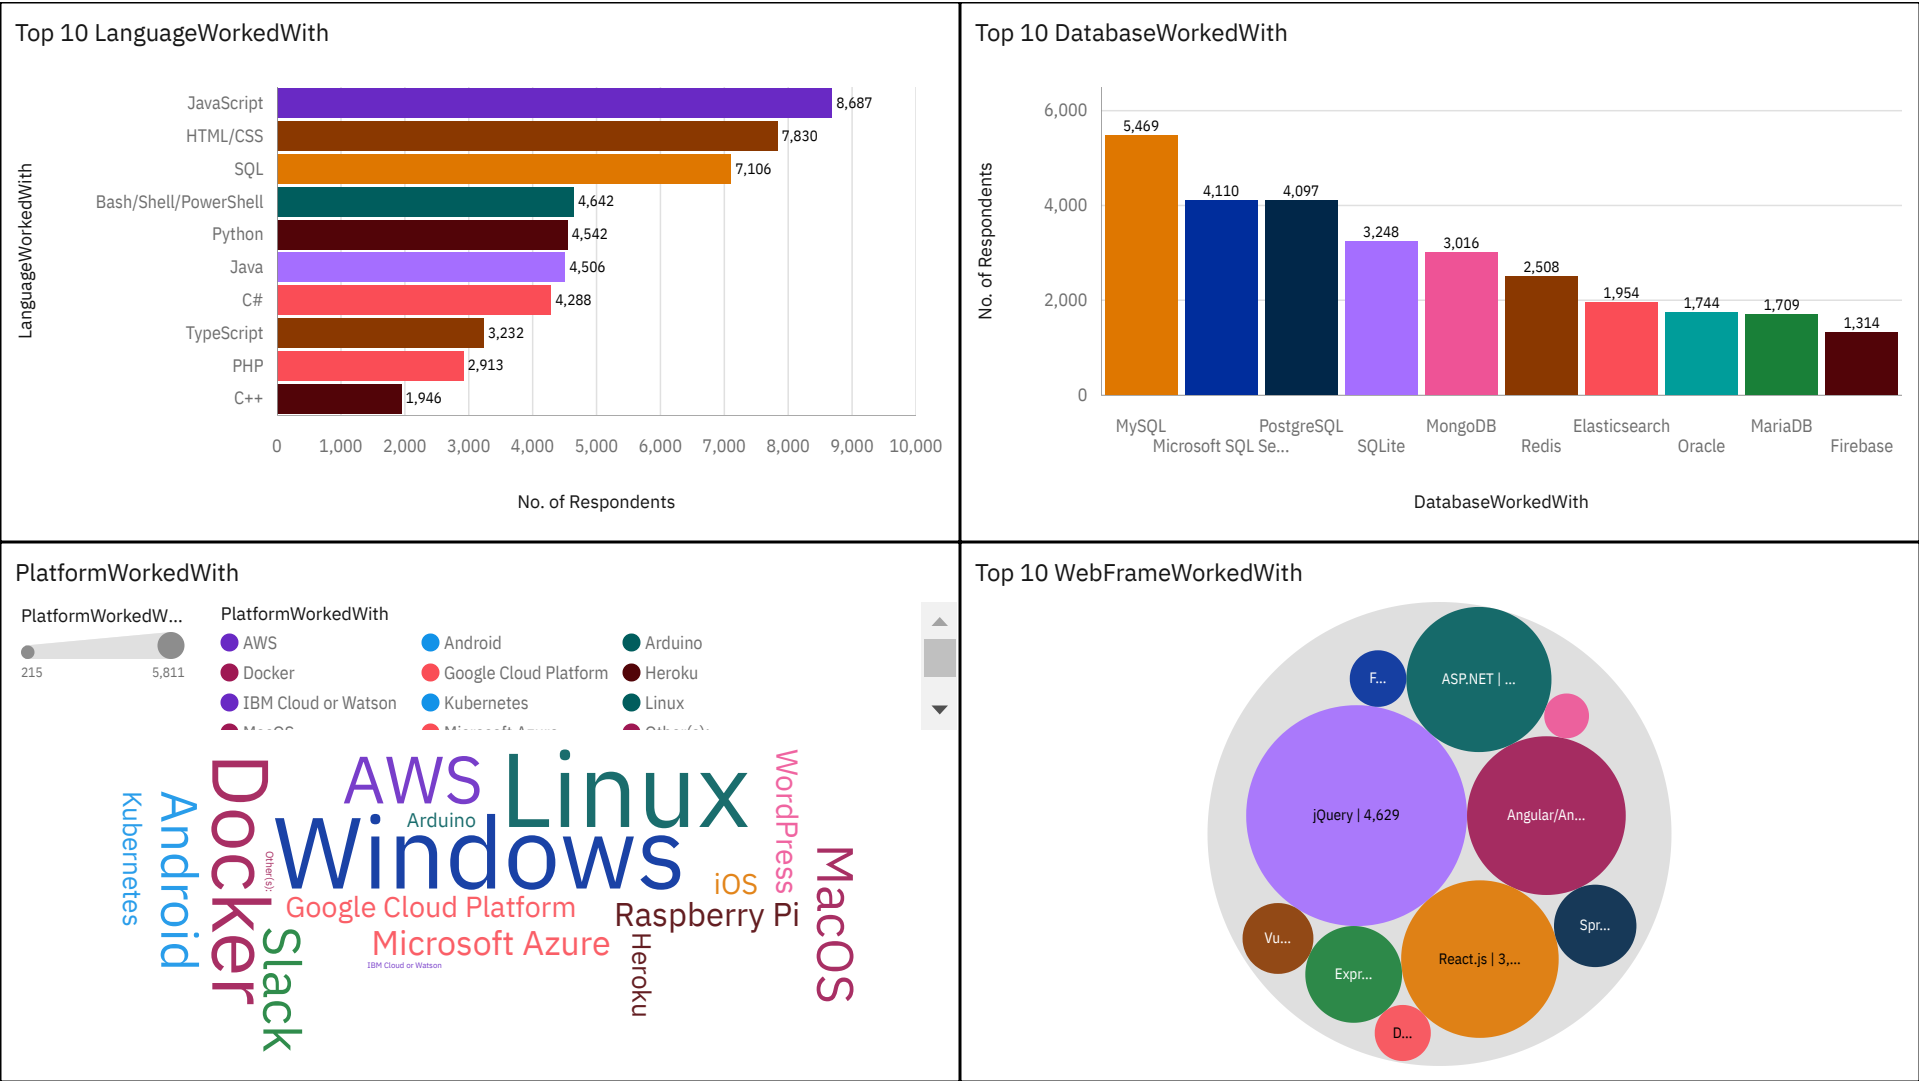 Top 10 LanguageWorkedWith
LanguageWorkedWith
JavaScript 8,687
HTML/CSS 7,830
SQL 7,106
Bash/Shell/PowerShell 4,642
Python 4,542
Java 4,506
C# 4,288
TypeScript 3,232
PHP 2,913
C++ 1,946
0 1,000 2,000 3,000 4,000 5,000 6,000 7,000 8,000 9,000 10,000
No. of Respondents
Top 10 DatabaseWorkedWith
No. of Respondents
6,000
4,000
2,000
0
5,469
4,110
4,097
3,248
3,016
2,508
1,954
1,744
1,709
1,314
MySQL PostgreSQL MongoDB Elasticsearch MariaDB
Microsoft SQL Se... SQLite Redis Oracle Firebase
DatabaseWorkedWith
PlatformWorkedWith
PlatformWorkedW...
215 5,811
PlatformWorkedWith
AWS Android Arduino
Docker Google Cloud Platform Heroku
IBM Cloud or Watson Kubernetes Linux
MacOS Microsoft Azure Other(s):
Kubernetes
Android
Docker
Other(s):
Slack
AWS
Arduino
Linux
Windows
Google Cloud Platform
Microsoft Azure
IBM Cloud or Watson
WordPress
iOS
Raspberry Pi
Heroku
MacOS
Top 10 WebFrameWorkedWith
F...
ASP.NET | ...
jQuery | 4,629
Angular/An...
Vu...
Expr...
React.js | 3,...
Spr...
D...